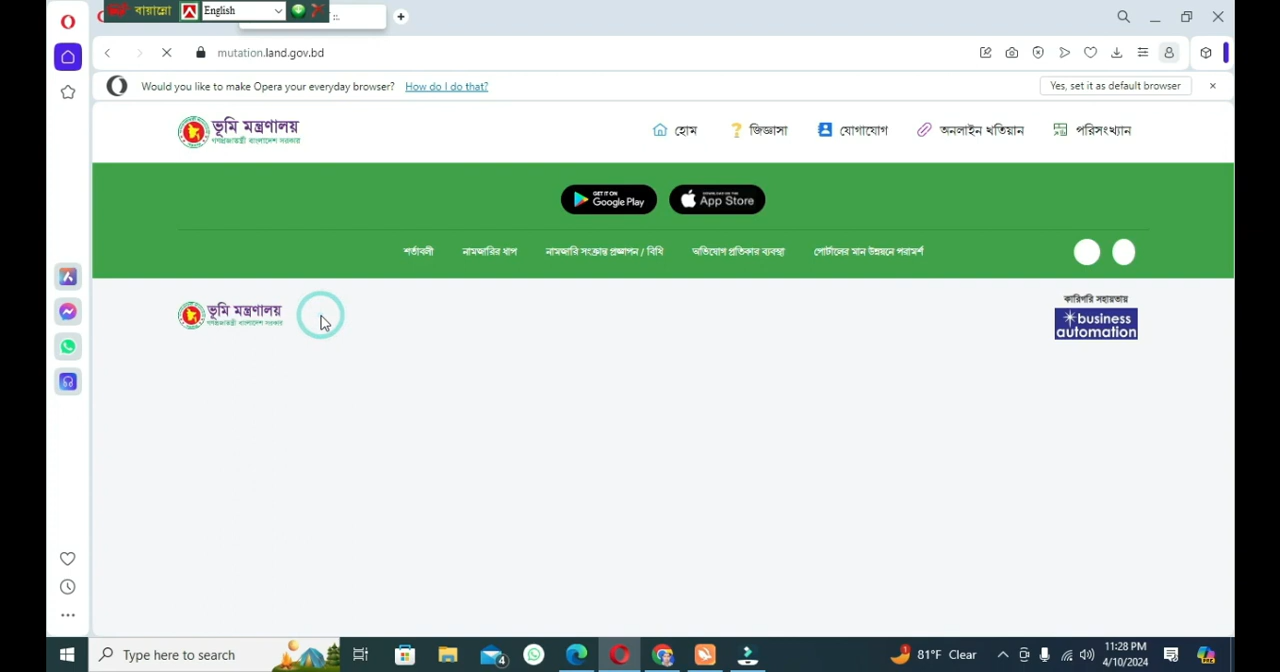 বায়ান্নো
English
mutation.land.gov.bd
Would you like to make Opera your everyday browser? How do I do that?
Yes, set it as default browser
ভূমি মন্ত্রণালয়
গণপ্রজাতন্ত্রী বাংলাদেশ সরকার
হোম
জিজ্ঞাসা
যোগাযোগ
অনলাইন খতিয়ান
পরিসংখ্যান
GET IT ON
Google Play
DOWNLOAD ON THE
App Store
শর্তাবলী
নামজারির ধাপ
নামজারি সংক্রান্ত প্রজ্ঞাপন / বিধি
অভিযোগ প্রতিকার ব্যবস্থা
পোর্টালের মান উন্নয়নে পরামর্শ
ভূমি মন্ত্রণালয়
গণপ্রজাতন্ত্রী বাংলাদেশ সরকার
কারিগরি সহায়তায়
business
automation
Type here to search
4
81°F Clear
11:28 PM
4/10/2024